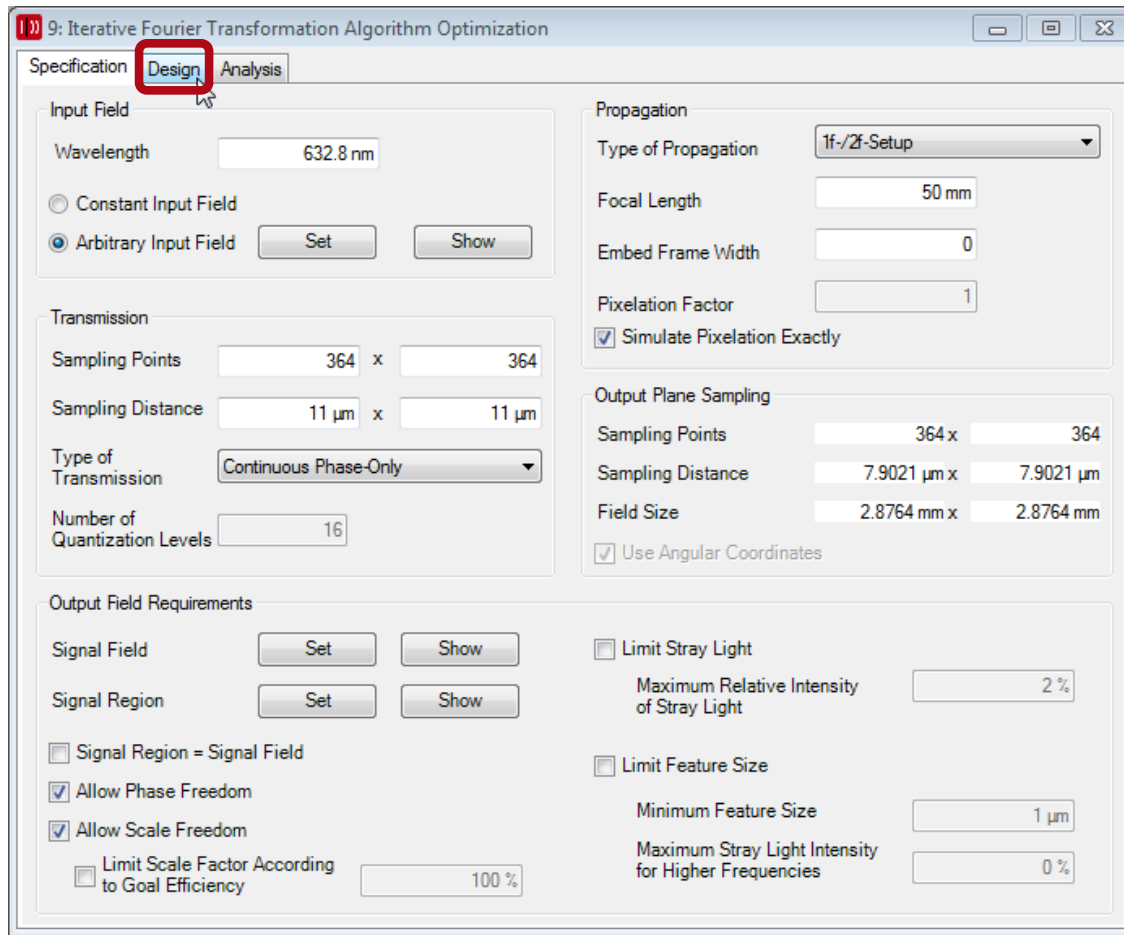 9: Iterative Fourier Transformation Algorithm Optimization
Specification Design Analysis
Input Field
Wavelength 632.8 nm
Constant Input Field
Arbitrary Input Field Set Show
Transmission
Sampling Points 364 x 364
Sampling Distance 11 µm x 11 µm
Type of
Transmission Continuous Phase-Only
Number of
Quantization Levels 16
Propagation
Type of Propagation 1f-/2f-Setup
Focal Length 50 mm
Embed Frame Width 0
Pixelation Factor 1
Simulate Pixelation Exactly
Output Plane Sampling
Sampling Points 364 x 364
Sampling Distance 7.9021 µm x 7.9021 µm
Field Size 2.8764 mm x 2.8764 mm
Use Angular Coordinates
Output Field Requirements
Signal Field Set Show
Signal Region Set Show
Signal Region = Signal Field
Allow Phase Freedom
Allow Scale Freedom
Limit Scale Factor According
to Goal Efficiency 100 %
Limit Stray Light
Maximum Relative Intensity
of Stray Light 2 %
Limit Feature Size
Minimum Feature Size 1 µm
Maximum Stray Light Intensity
for Higher Frequencies 0 %